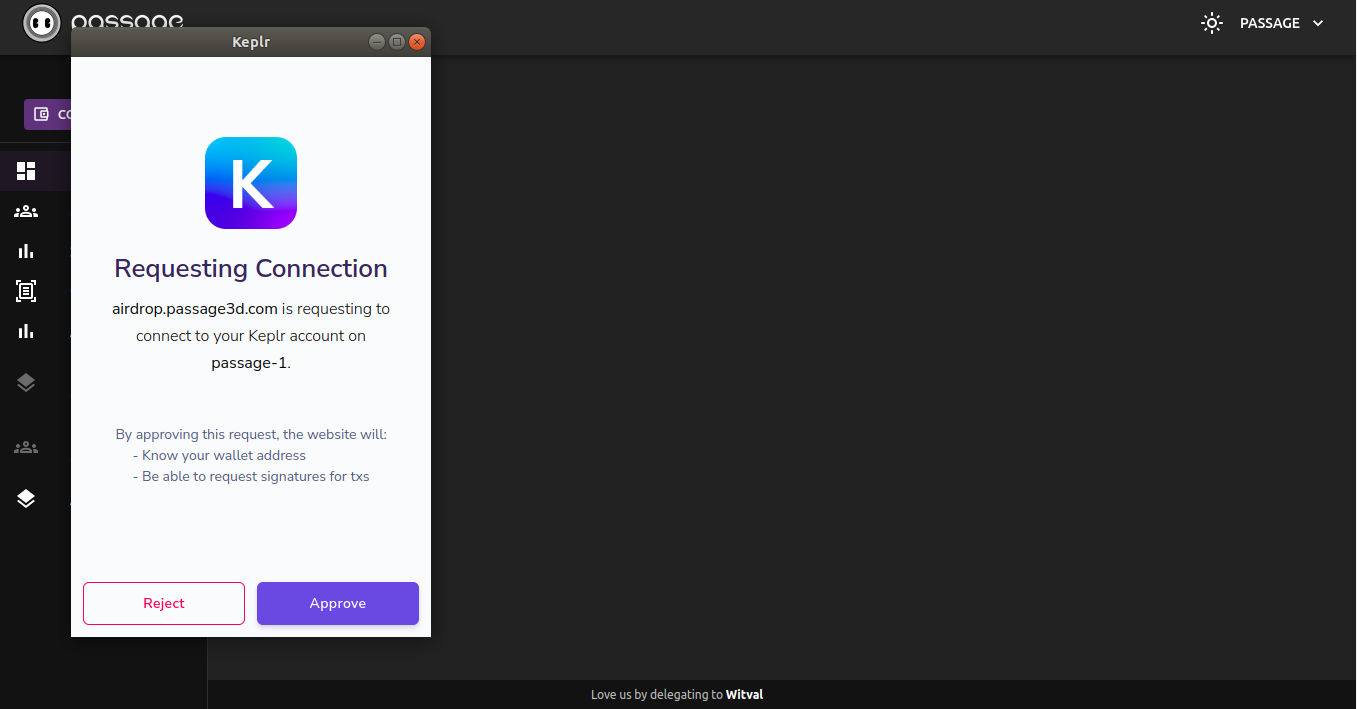 passage
PASSAGE
Keplr
CO
K
Requesting Connection
airdrop.passage3d.com is requesting to
connect to your Keplr account on
passage-1.
By approving this request, the website will:
- Know your wallet address
- Be able to request signatures for txs
Reject
Approve
Love us by delegating to Witval